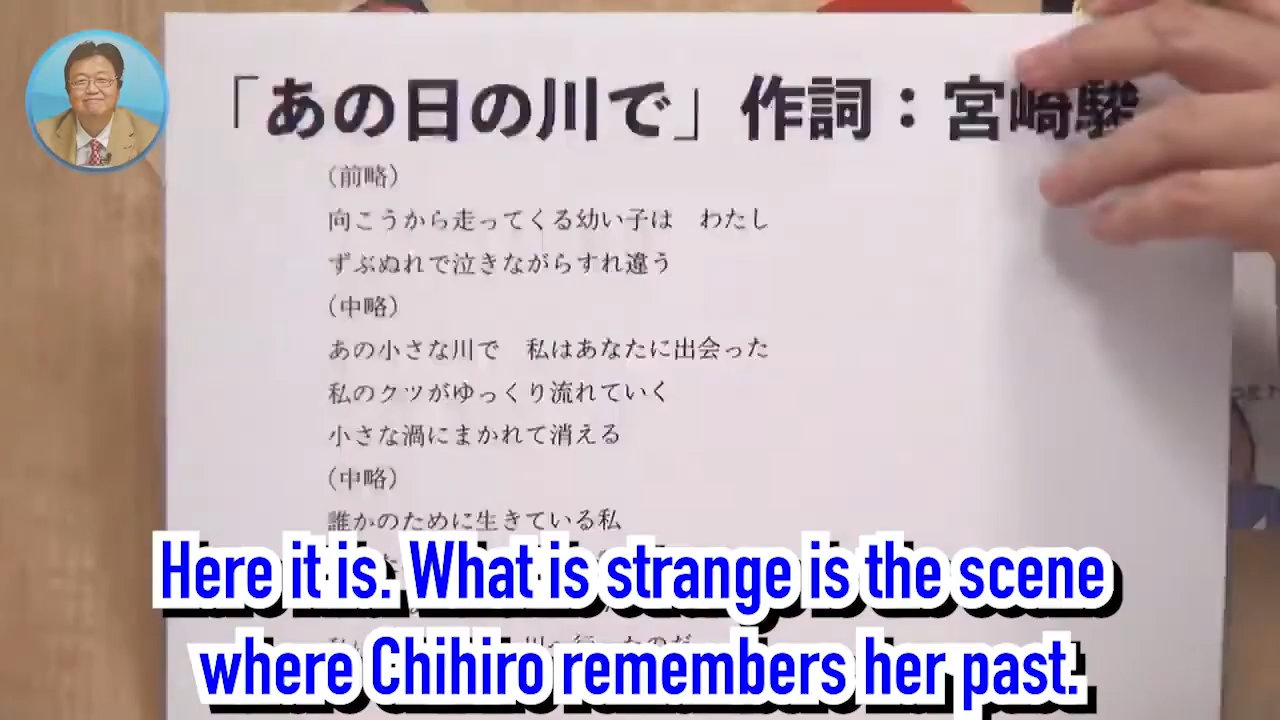 「あの日の川で」作詞：宮崎駿
（前略）
向こうから走ってくる幼い子は　わたし
ずぶぬれで泣きながらすれ違う
（中略）
あの小さな川で　私はあなたに出会った
私のクツがゆっくり流れていく
小さな渦にまかれて消える
（中略）
誰かのために生きている私
Here it is. What is strange is the scene
where Chihiro remembers her past.